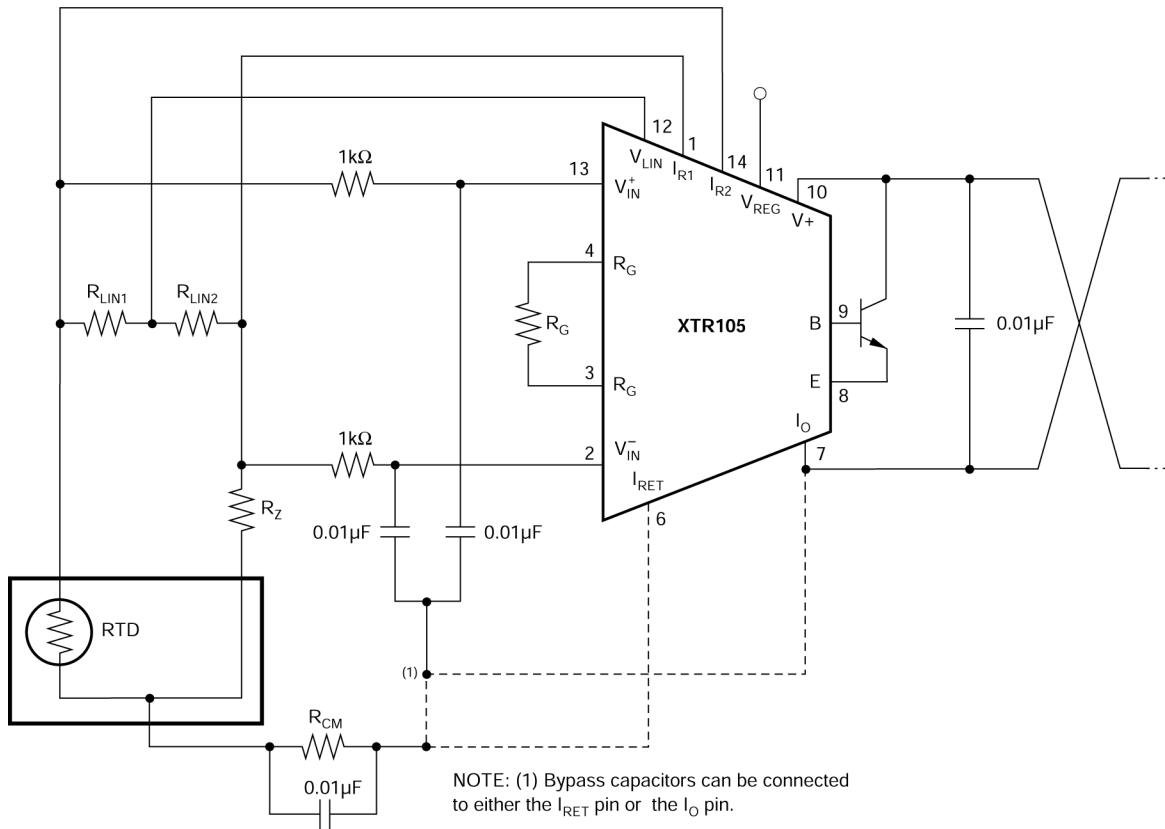 12
1
14
11
10
V_LIN
I_R1
I_R2
V_REG
V+
1kΩ
13
V_IN^+
4
R_G
R_LIN1
R_LIN2
R_G
XTR105
B
9
0.01µF
3
R_G
E
8
1kΩ
2
V_IN^−
I_O
7
I_RET
6
R_Z
0.01µF
0.01µF
RTD
(1)
R_CM
0.01µF
NOTE: (1) Bypass capacitors can be connected
to either the I_RET pin or the I_O pin.